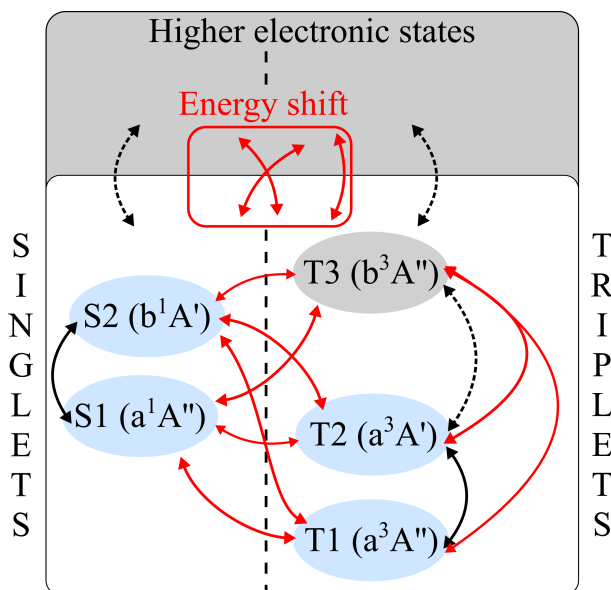 Higher electronic states
Energy shift
SINGLETS
TRIPLETS
T3 (b³A'')
S2 (b¹A')
S1 (a¹A'')
T2 (a³A')
T1 (a³A'')